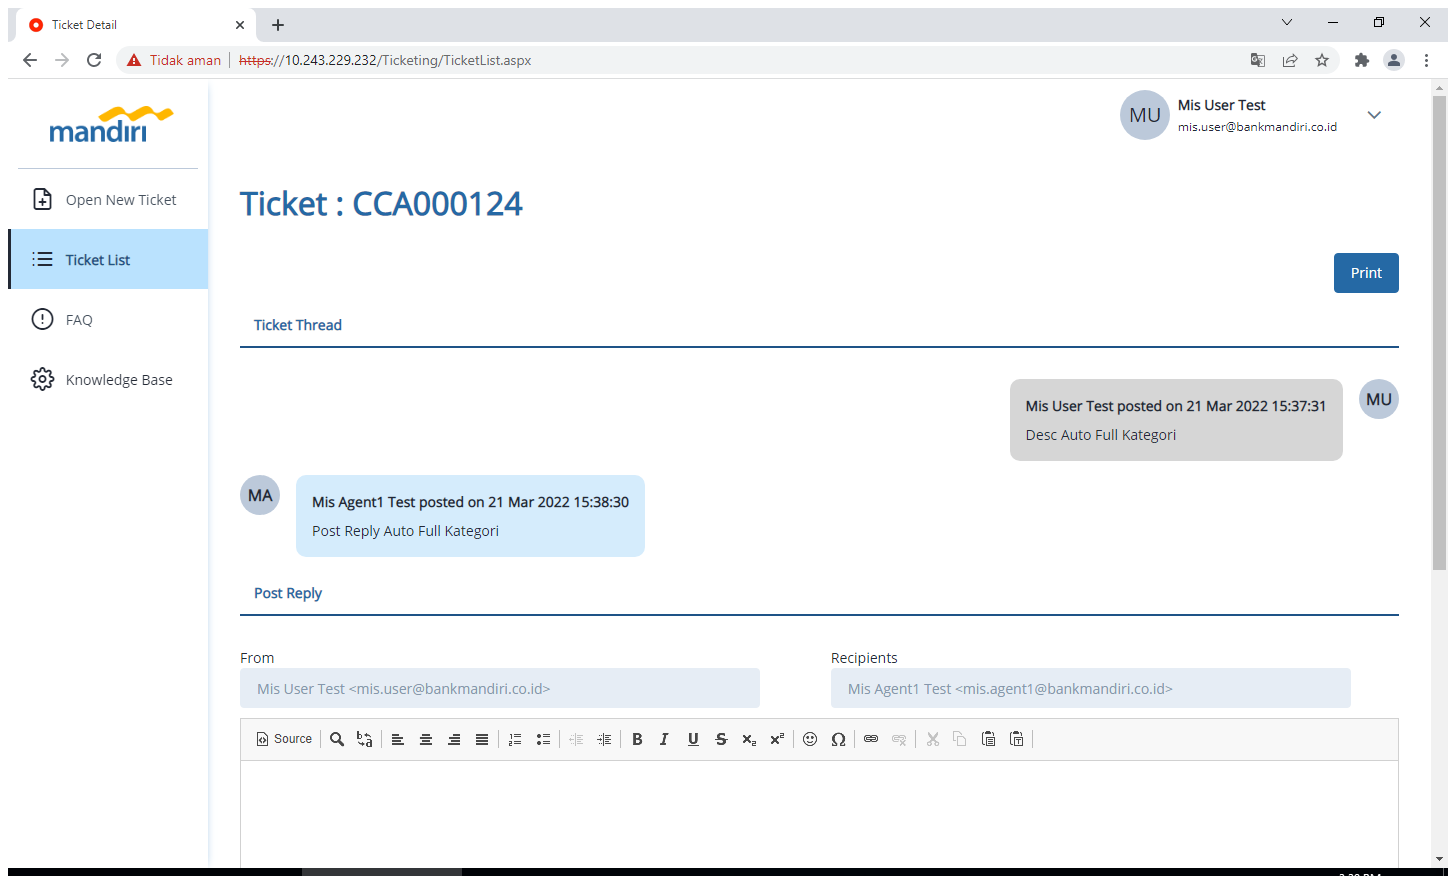 Ticket Detail
Tidak aman
https://10.243.229.232/Ticketing/TicketList.aspx
mandiri
MU
Mis User Test
mis.user@bankmandiri.co.id
Open New Ticket
Ticket List
FAQ
Knowledge Base
Ticket : CCA000124
Print
Ticket Thread
Mis User Test posted on 21 Mar 2022 15:37:31
Desc Auto Full Kategori
MU
MA
Mis Agent1 Test posted on 21 Mar 2022 15:38:30
Post Reply Auto Full Kategori
Post Reply
From
Recipients
Mis User Test <mis.user@bankmandiri.co.id>
Mis Agent1 Test <mis.agent1@bankmandiri.co.id>
Source